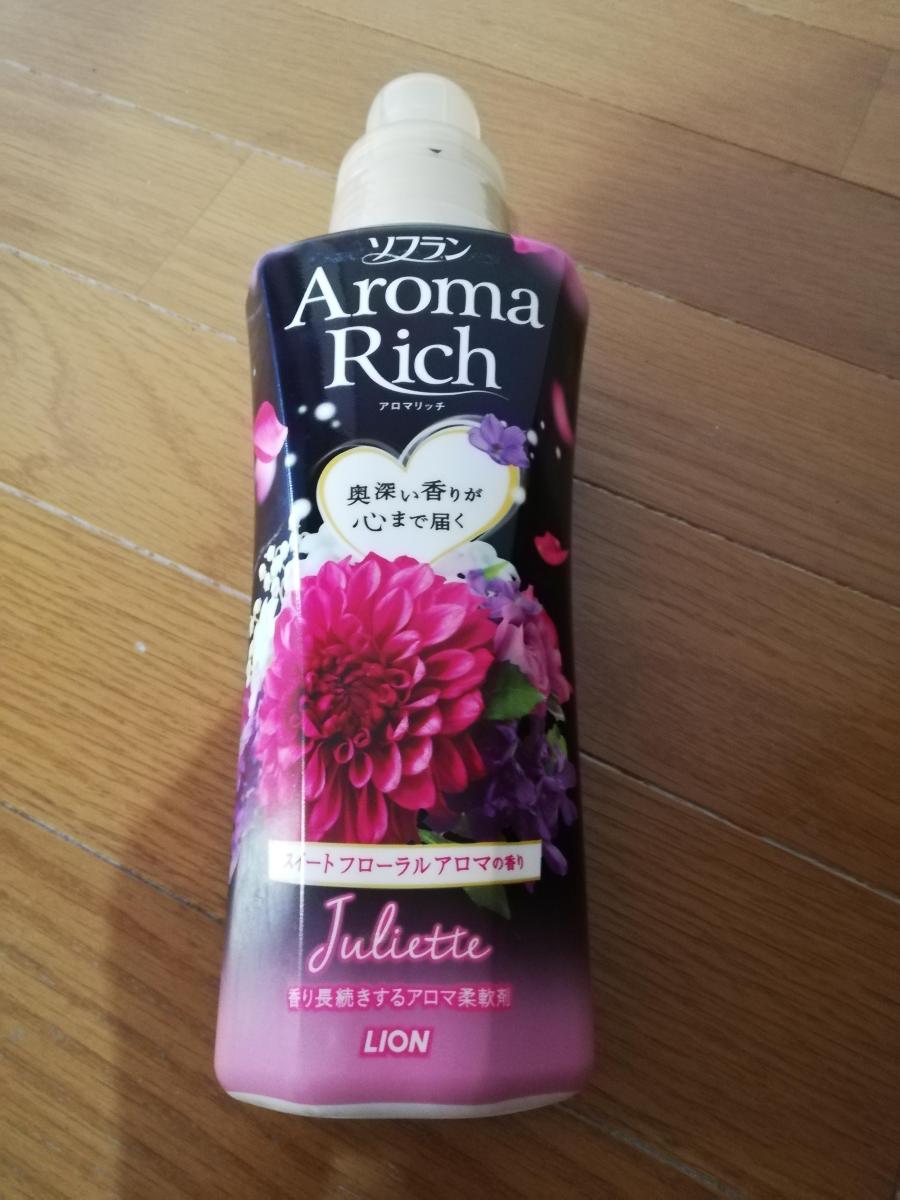 ソフラン
Aroma
Rich
アロマリッチ
奥深い香りが
心まで届く
スイートフローラルアロマの香り
Juliette
香り長続きするアロマ柔軟剤
LION